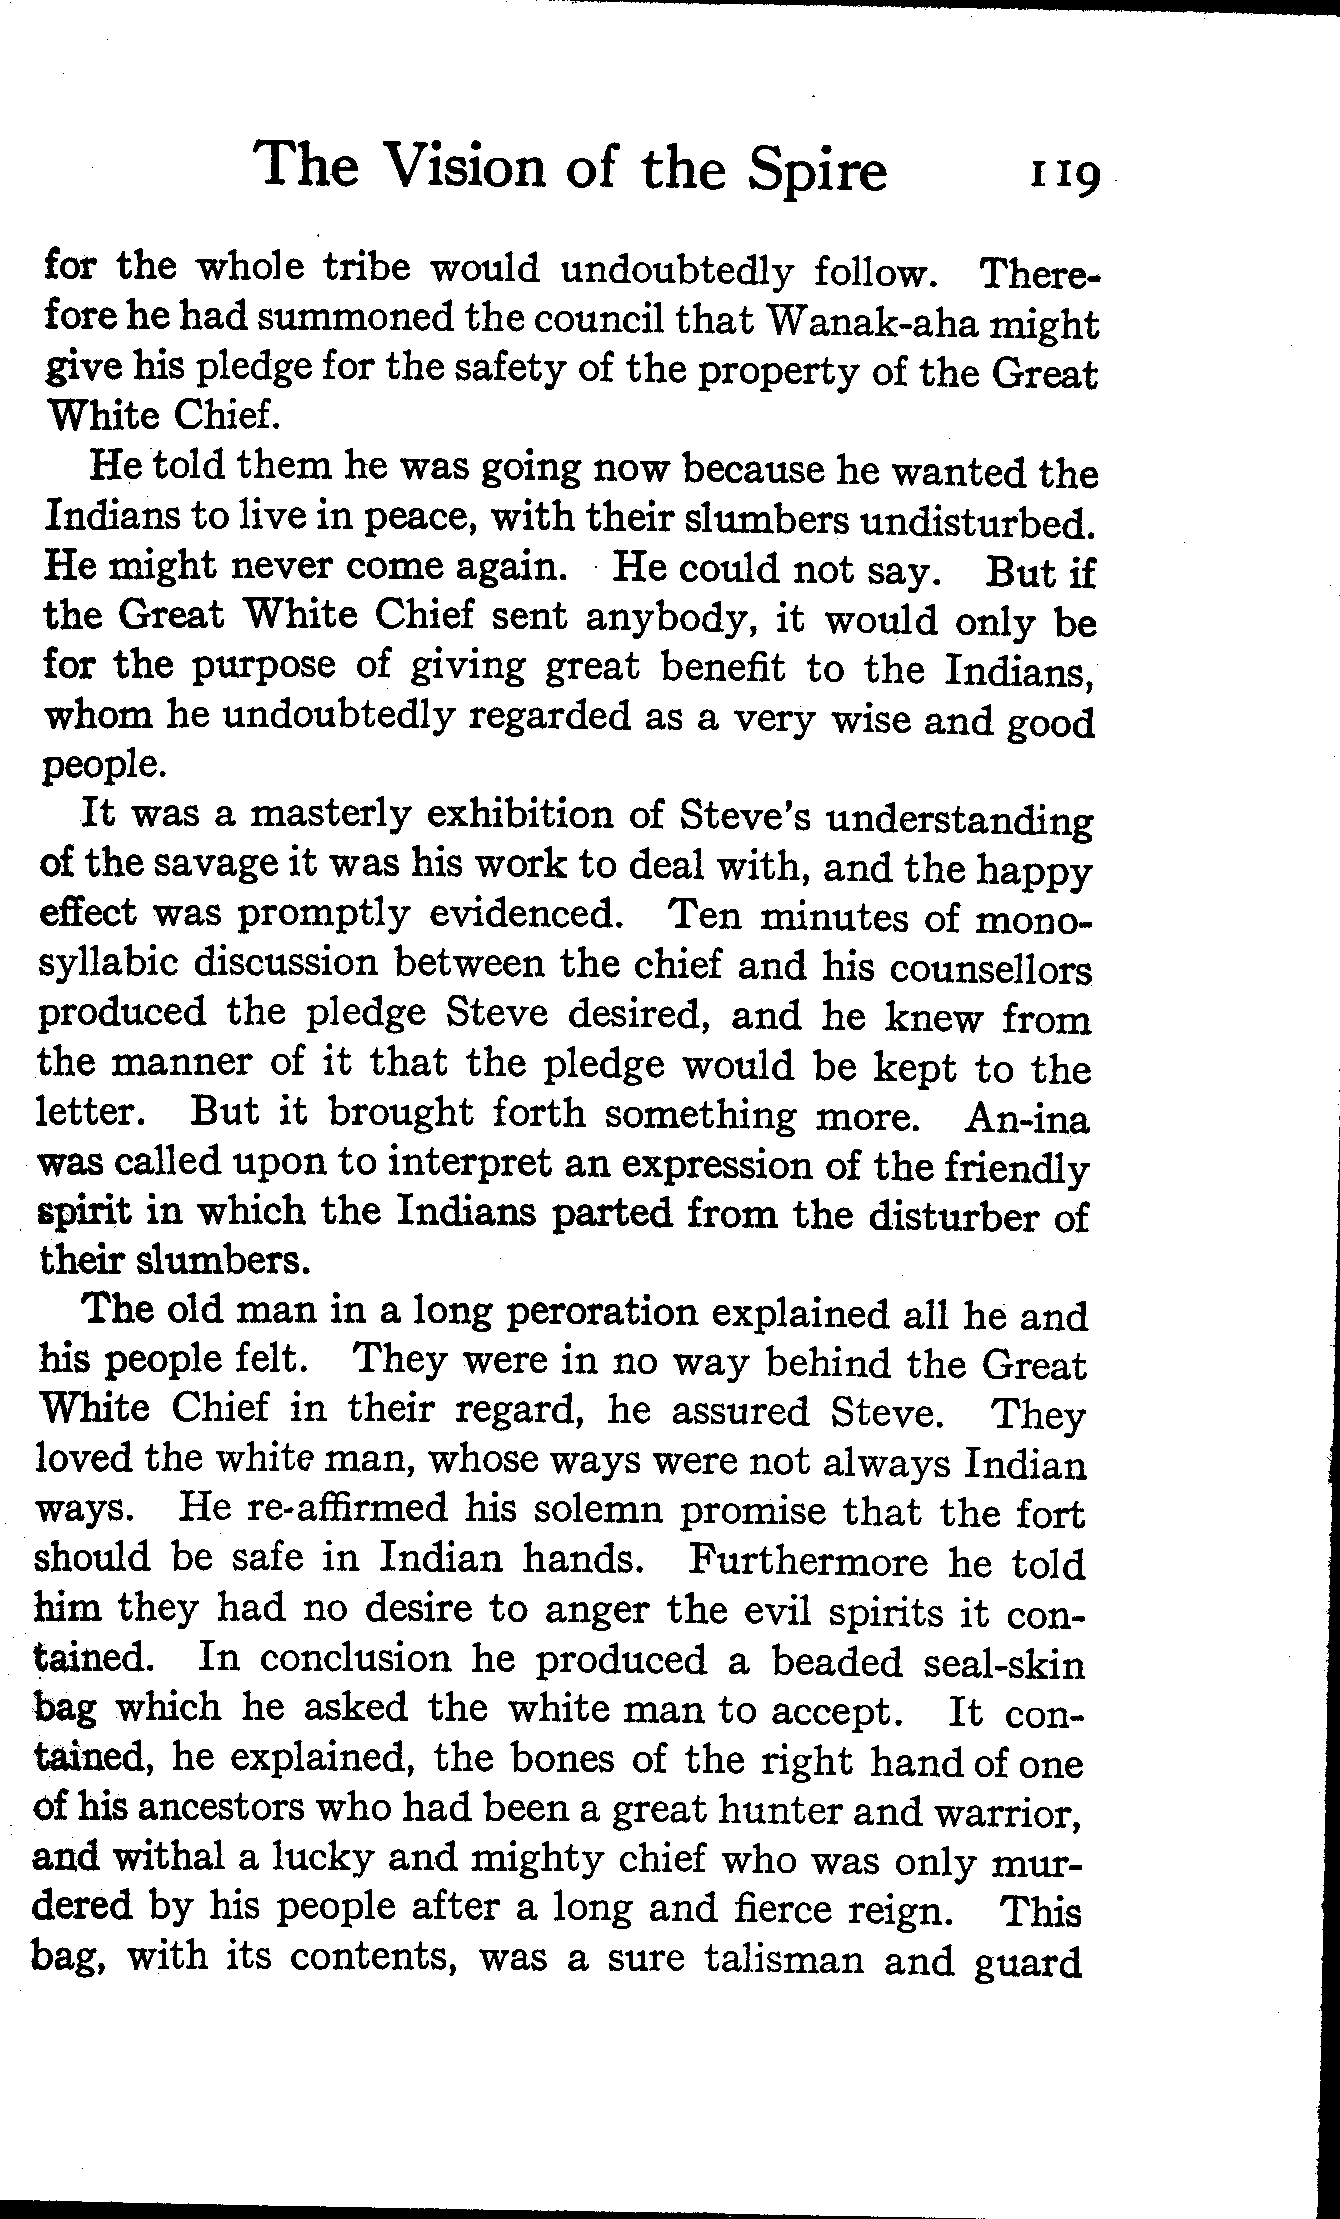 The Vision of the Spire 119
for the whole tribe would undoubtedly follow. There-
fore he had summoned the council that Wanak-aha might
give his pledge for the safety of the property of the Great
White Chief.
He told them he was going now because he wanted the
Indians to live in peace, with their slumbers undisturbed.
He might never come again. He could not say. But if
the Great White Chief sent anybody, it would only be
for the purpose of giving great benefit to the Indians,
whom he undoubtedly regarded as a very wise and good
people.
It was a masterly exhibition of Steve's understanding
of the savage it was his work to deal with, and the happy
effect was promptly evidenced. Ten minutes of mono-
syllabic discussion between the chief and his counsellors
produced the pledge Steve desired, and he knew from
the manner of it that the pledge would be kept to the
letter. But it brought forth something more. An-ina
was called upon to interpret an expression of the friendly
spirit in which the Indians parted from the disturber of
their slumbers.
The old man in a long peroration explained all he and
his people felt. They were in no way behind the Great
White Chief in their regard, he assured Steve. They
loved the white man, whose ways were not always Indian
ways. He re-affirmed his solemn promise that the fort
should be safe in Indian hands. Furthermore he told
him they had no desire to anger the evil spirits it con-
tained. In conclusion he produced a beaded seal-skin
bag which he asked the white man to accept. It con-
tained, he explained, the bones of the right hand of one
of his ancestors who had been a great hunter and warrior,
and withal a lucky and mighty chief who was only mur-
dered by his people after a long and fierce reign. This
bag, with its contents, was a sure talisman and guard